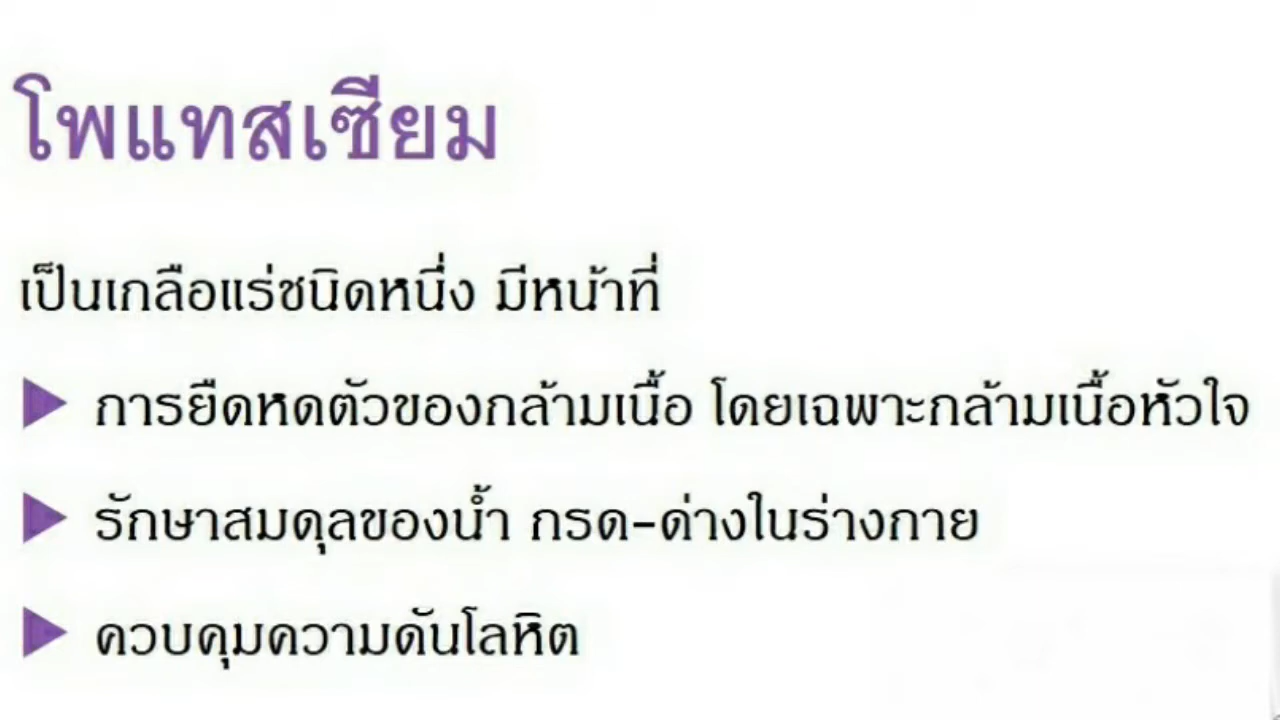 โพแทสเซียม
เป็นเกลือแร่ชนิดหนึ่ง มีหน้าที่
การยืดหดตัวของกล้ามเนื้อ โดยเฉพาะกล้ามเนื้อหัวใจ
รักษาสมดุลของน้ำ กรด-ด่างในร่างกาย
ควบคุมความดันโลหิต